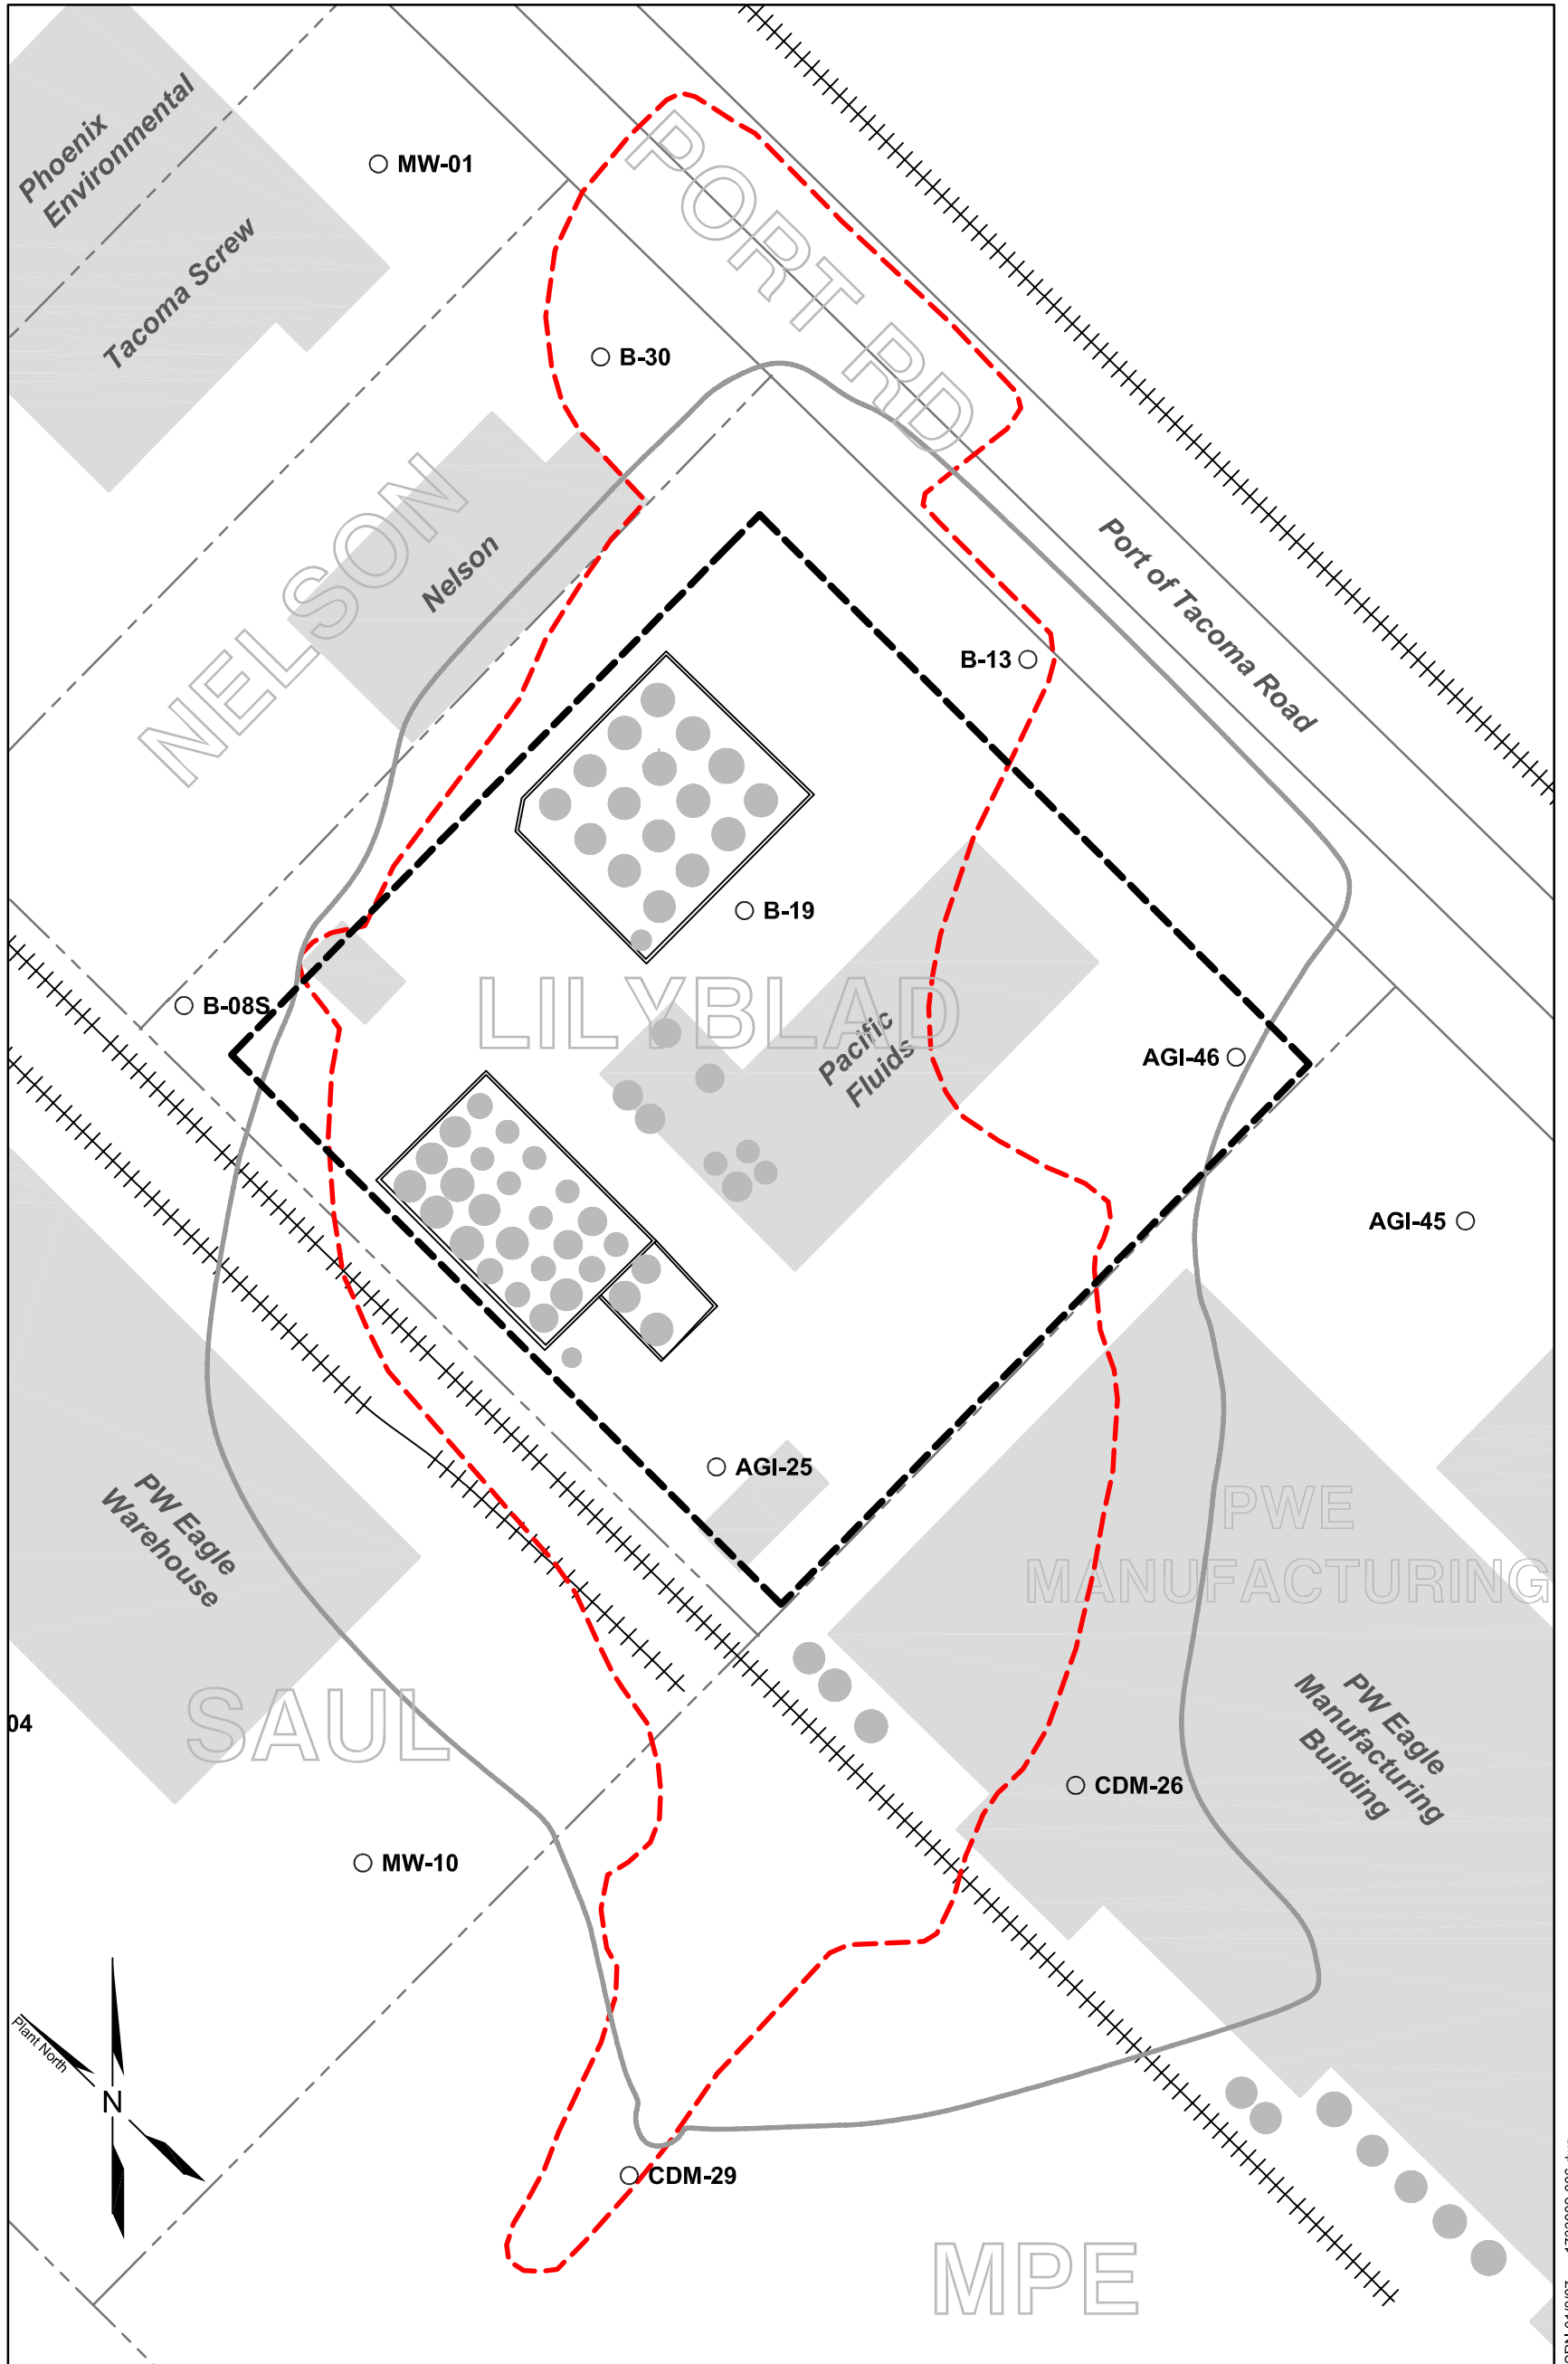 Phoenix
Environmental
MW-01
Tacoma Screw
PORT RD
B-30
NELSON
Nelson
Port of Tacoma Road
B-13
B-19
B-08S
LILYBLAD
Pacific
Fluids
AGI-46
AGI-45
AGI-25
PW Eagle
Warehouse
PWE
MANUFACTURING
SAUL
04
PW Eagle
Manufacturing
Building
CDM-26
MW-10
Plant North
N
CDM-29
MPE